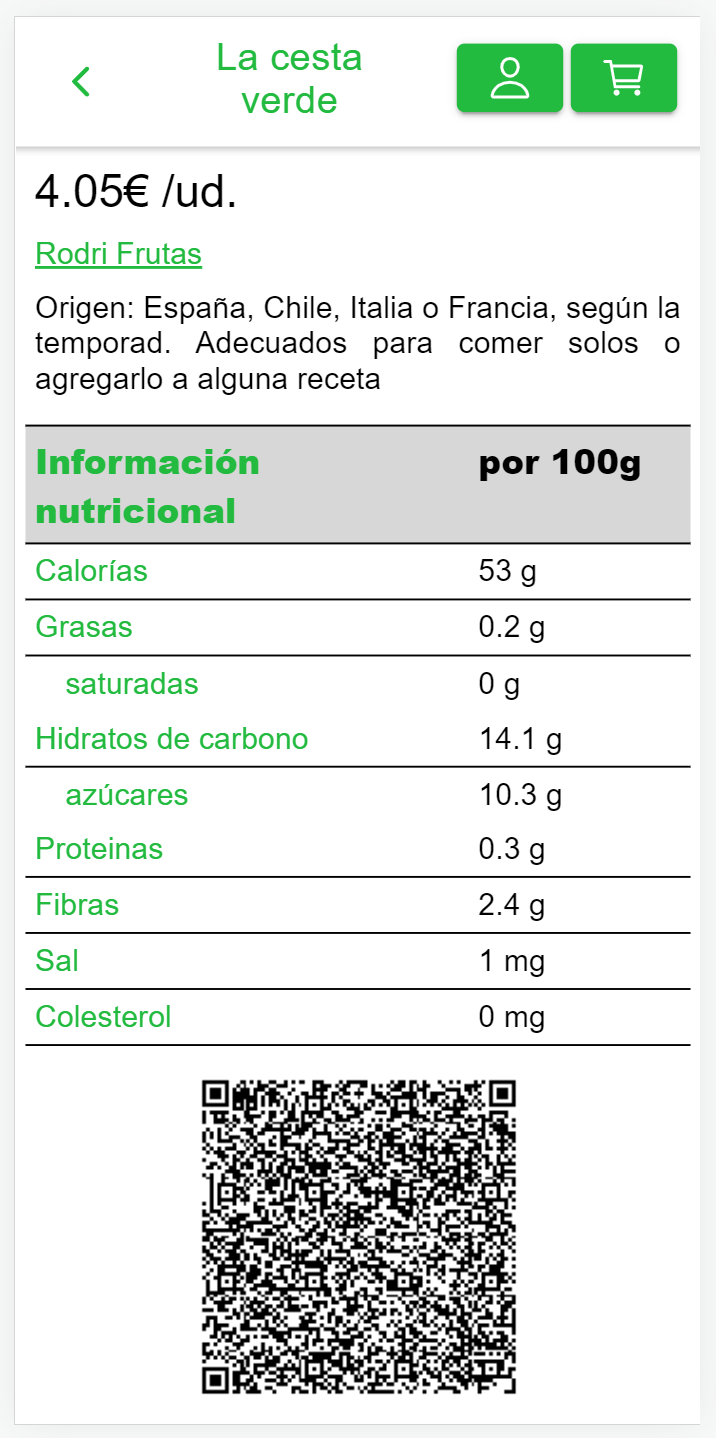 La cesta
verde
4.05€ /ud.
Rodri Frutas
Origen: España, Chile, Italia o Francia, según la
temporad. Adecuados para comer solos o
agregarlo a alguna receta
Información nutricional por 100g
Calorías 53 g
Grasas 0.2 g
saturadas 0 g
Hidratos de carbono 14.1 g
azúcares 10.3 g
Proteinas 0.3 g
Fibras 2.4 g
Sal 1 mg
Colesterol 0 mg